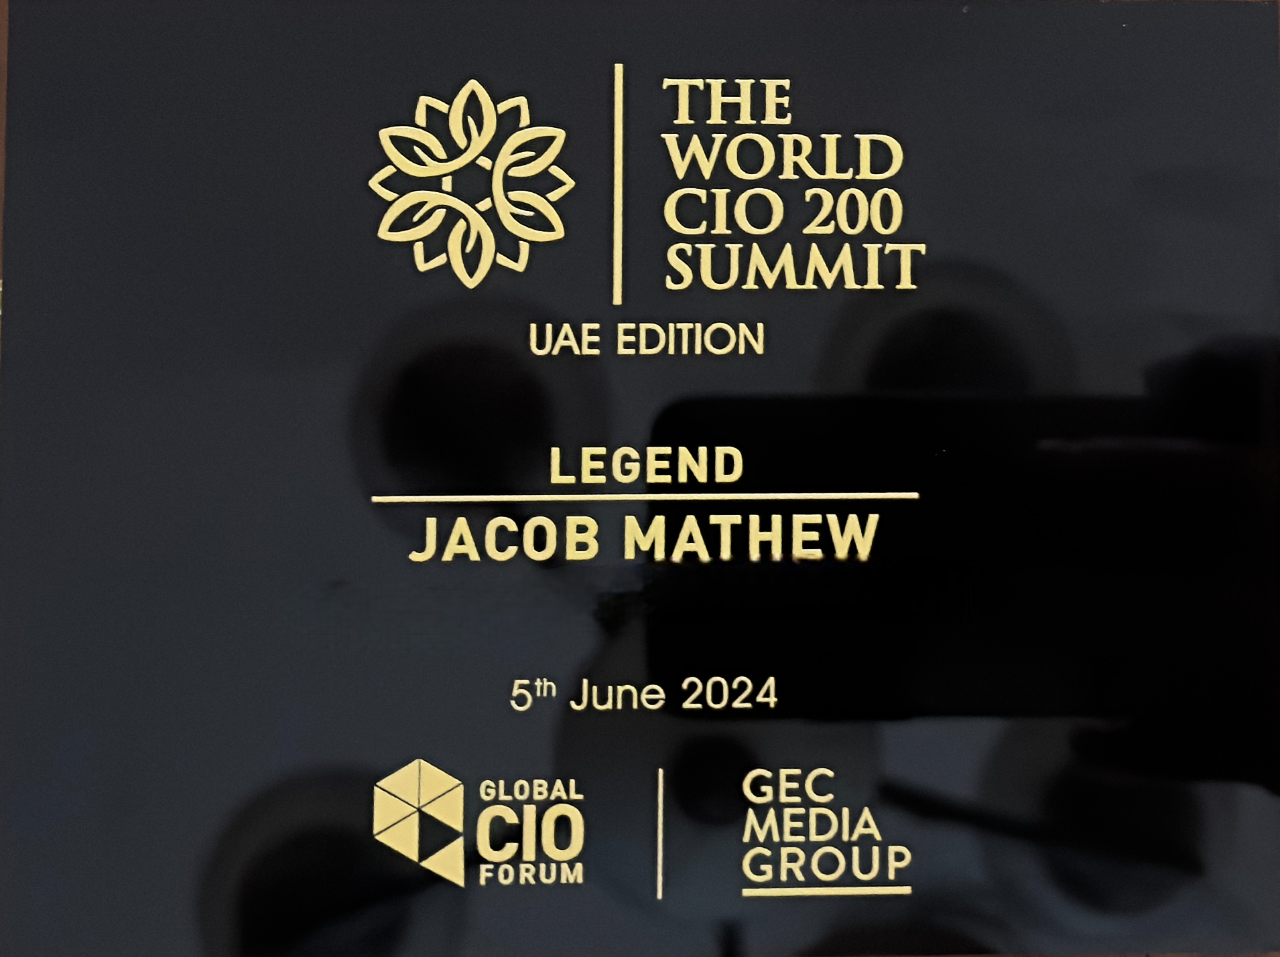 THE
WORLD
CIO 200
SUMMIT
UAE EDITION
LEGEND
JACOB MATHEW
5th June 2024
GLOBAL
CIO
FORUM
GEC
MEDIA
GROUP